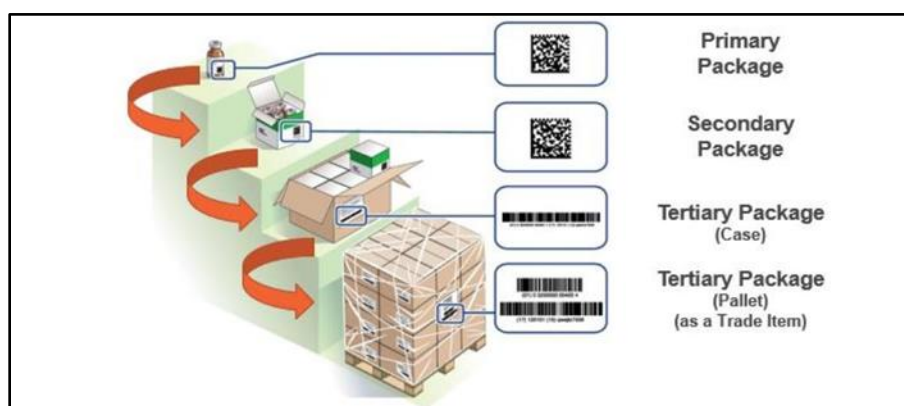 Primary
Package
Secondary
Package
Tertiary Package
(Case)
Tertiary Package
(Pallet)
(as a Trade Item)